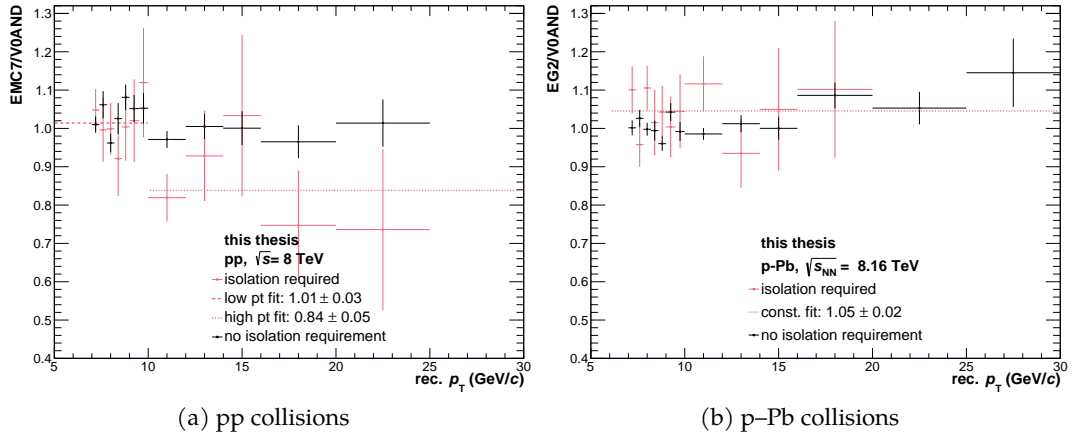 EMC7/V0AND
1.3
1.2
1.1
1.0
0.9
0.8
0.7
0.6
0.5
0.4
this thesis
pp, √s = 8 TeV
isolation required
low pt fit: 1.01 ± 0.03
high pt fit: 0.84 ± 0.05
no isolation requirement
5 10 15 20 25 30
rec. p_T (GeV/c)
(a) pp collisions
EG2/V0AND
1.3
1.2
1.1
1.0
0.9
0.8
0.7
0.6
0.5
0.4
this thesis
p-Pb, √s_NN = 8.16 TeV
isolation required
const. fit: 1.05 ± 0.02
no isolation requirement
5 10 15 20 25 30
rec. p_T (GeV/c)
(b) p–Pb collisions